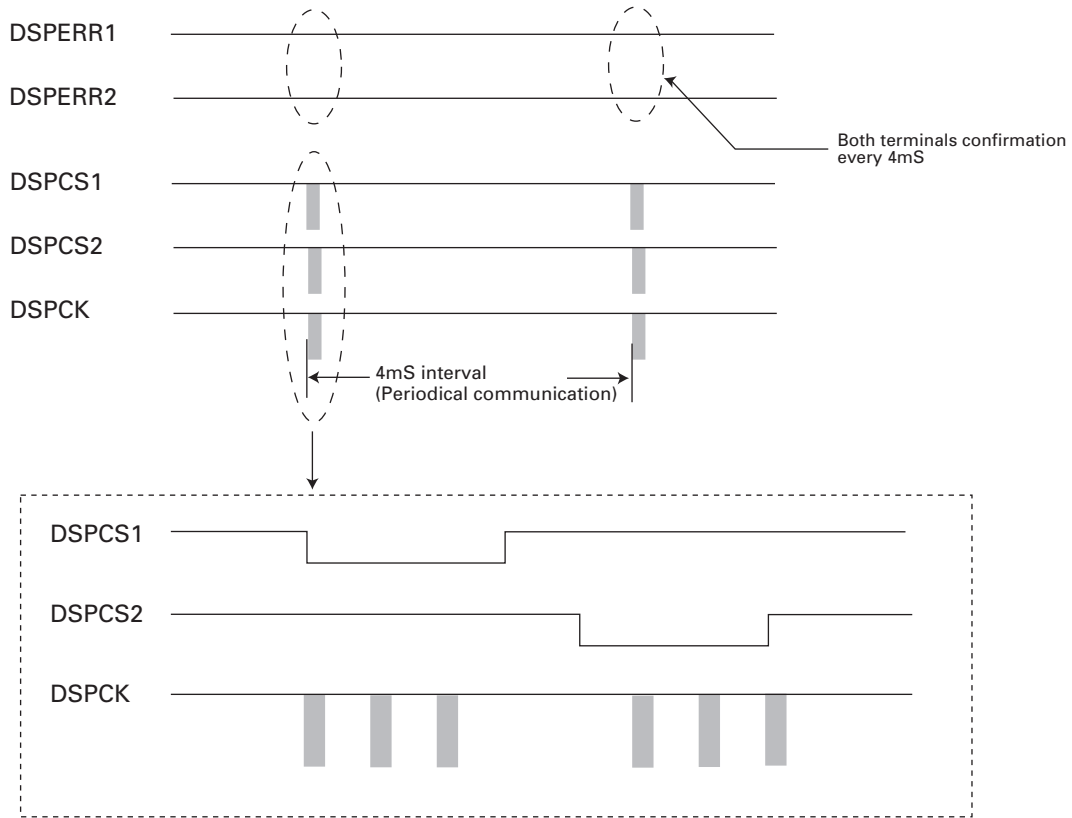 DSPERR1
DSPERR2
Both terminals confirmation
every 4mS
DSPCS1
DSPCS2
DSPCK
4mS interval
(Periodical communication)
DSPCS1
DSPCS2
DSPCK